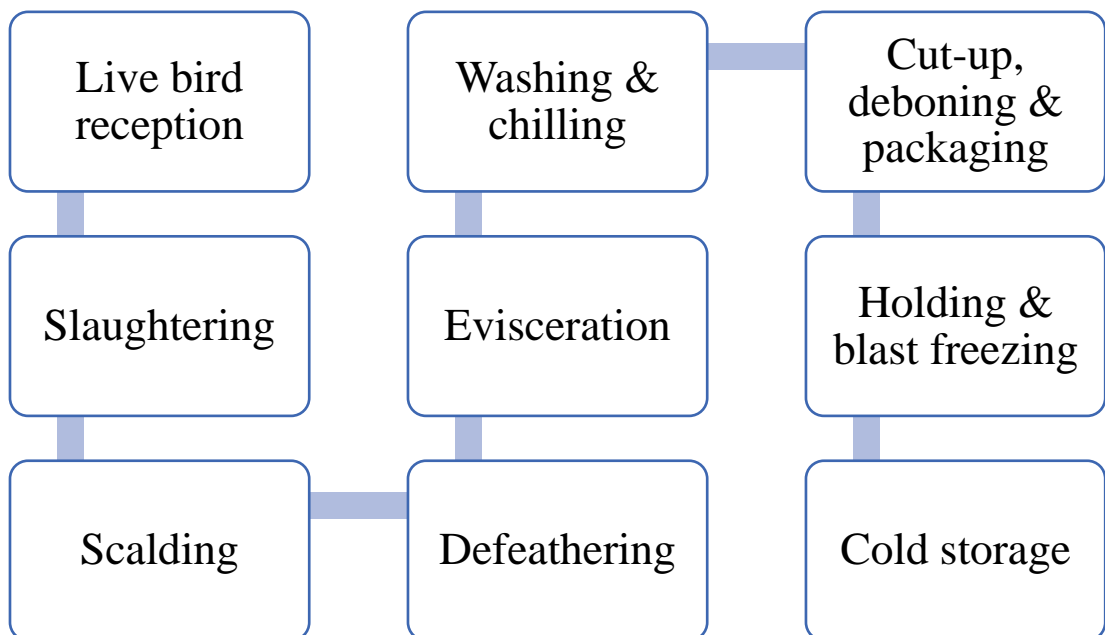 Live bird
reception
Slaughtering
Scalding
Defeathering
Evisceration
Washing &
chilling
Cut-up,
deboning &
packaging
Holding &
blast freezing
Cold storage